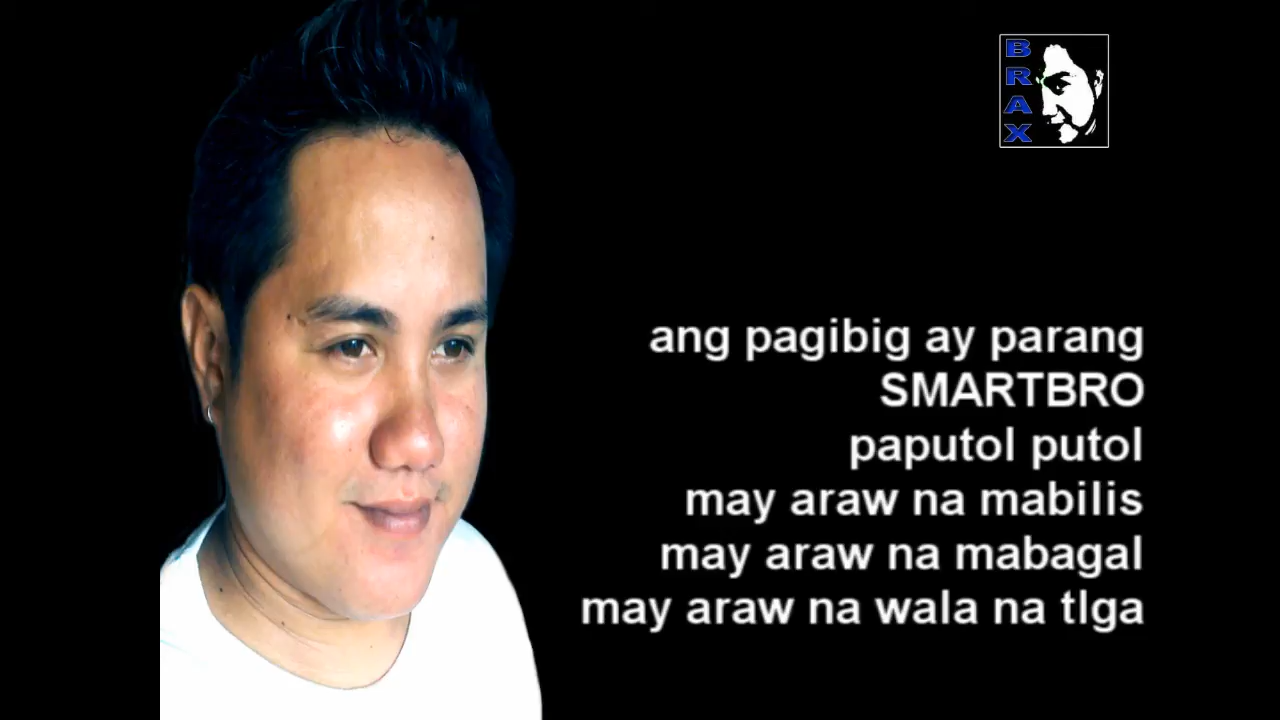 BRAX
ang pagibig ay parang
SMARTBRO
paputol putol
may araw na mabilis
may araw na mabagal
may araw na wala na tlga